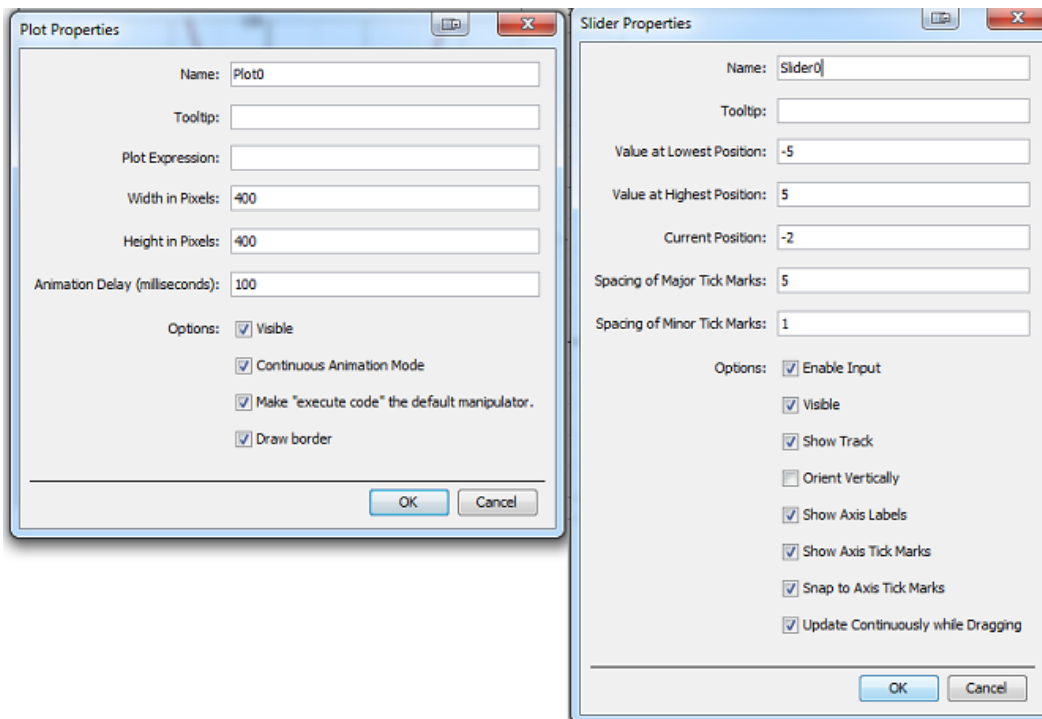 Plot Properties
Name: Plot0
Tooltip:
Plot Expression:
Width in Pixels: 400
Height in Pixels: 400
Animation Delay (milliseconds): 100
Options: Visible
Continuous Animation Mode
Make "execute code" the default manipulator.
Draw border
OK Cancel
Slider Properties
Name: Slider0
Tooltip:
Value at Lowest Position: -5
Value at Highest Position: 5
Current Position: -2
Spacing of Major Tick Marks: 5
Spacing of Minor Tick Marks: 1
Options: Enable Input
Visible
Show Track
Orient Vertically
Show Axis Labels
Show Axis Tick Marks
Snap to Axis Tick Marks
Update Continuously while Dragging
OK Cancel